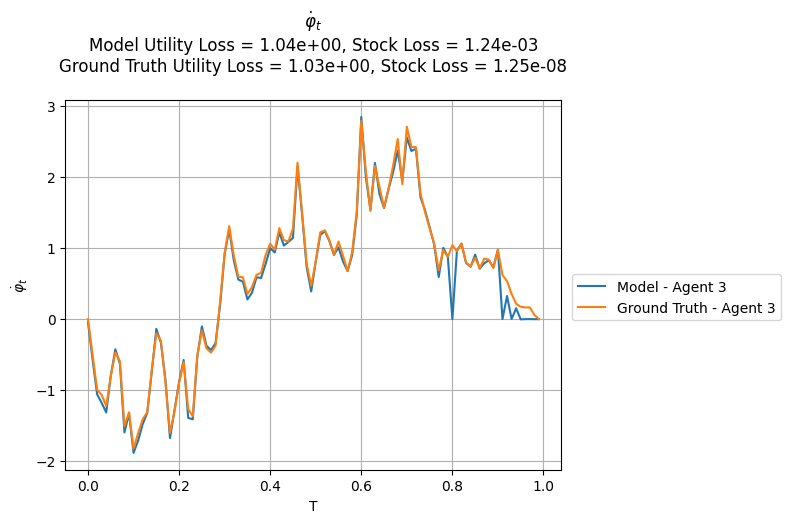 φ̇_t
Model Utility Loss = 1.04e+00, Stock Loss = 1.24e-03
Ground Truth Utility Loss = 1.03e+00, Stock Loss = 1.25e-08
3
2
1
0
−1
−2
φ̇_t
0.0 0.2 0.4 0.6 0.8 1.0
T
Model - Agent 3
Ground Truth - Agent 3